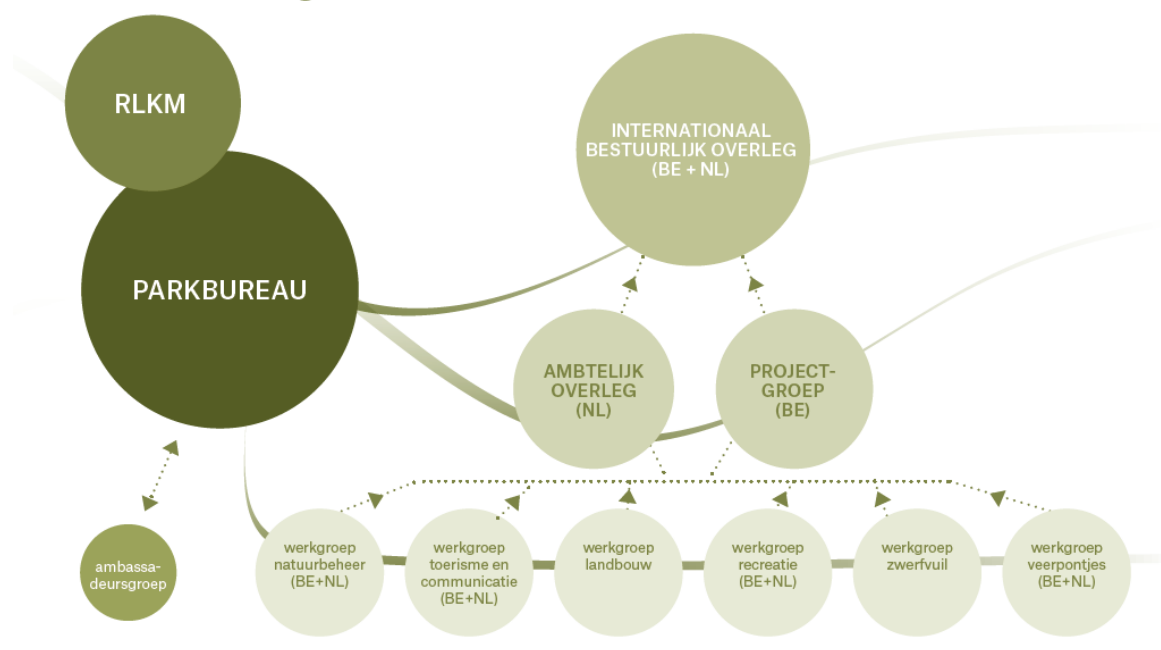 RLKM
INTERNATIONAAL
BESTUURLIJK OVERLEG
(BE + NL)
PARKBUREAU
AMBTELIJK
OVERLEG
(NL)
PROJECT-
GROEP
(BE)
ambassa-
deursgroep
werkgroep
natuurbeheer
(BE+NL)
werkgroep
toerisme en
communicatie
(BE+NL)
werkgroep
landbouw
werkgroep
recreatie
(BE+NL)
werkgroep
zwerfvuil
werkgroep
veerpontjes
(BE+NL)